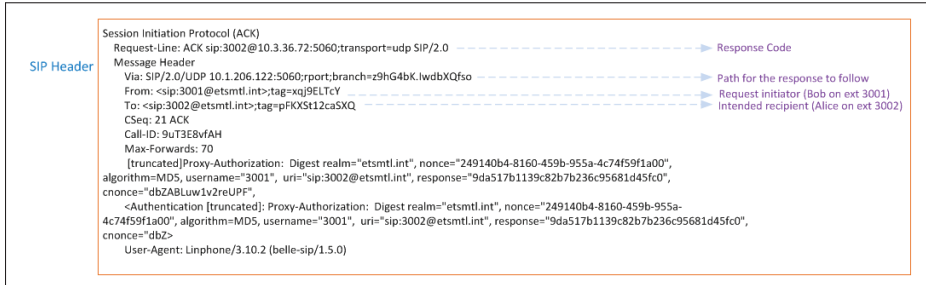 Session Initiation Protocol (ACK)
Request-Line: ACK sip:3002@10.3.36.72:5060;transport=udp SIP/2.0
Response Code
SIP Header
Message Header
Via: SIP/2.0/UDP 10.1.206.122:5060;rport;branch=z9hG4bK.IwdbXQfso
Path for the response to follow
From: <sip:3001@etsmtl.int>;tag=xqj9ELTcY
Request initiator (Bob on ext 3001)
To: <sip:3002@etsmtl.int>;tag=pFKXSt12caSXQ
Intended recipient (Alice on ext 3002)
CSeq: 21 ACK
Call-ID: 9uT3E8vfAH
Max-Forwards: 70
[truncated]Proxy-Authorization: Digest realm="etsmtl.int", nonce="249140b4-8160-459b-955a-4c74f59f1a00",
algorithm=MD5, username="3001", uri="sip:3002@etsmtl.int", response="9da517b1139c82b7b236c95681d45fc0",
cnonce="dbZABLuw1v2reUPF",
<Authentication [truncated]: Proxy-Authorization: Digest realm="etsmtl.int", nonce="249140b4-8160-459b-955a-
4c74f59f1a00", algorithm=MD5, username="3001", uri="sip:3002@etsmtl.int", response="9da517b1139c82b7b236c95681d45fc0",
cnonce="dbZ>
User-Agent: Linphone/3.10.2 (belle-sip/1.5.0)